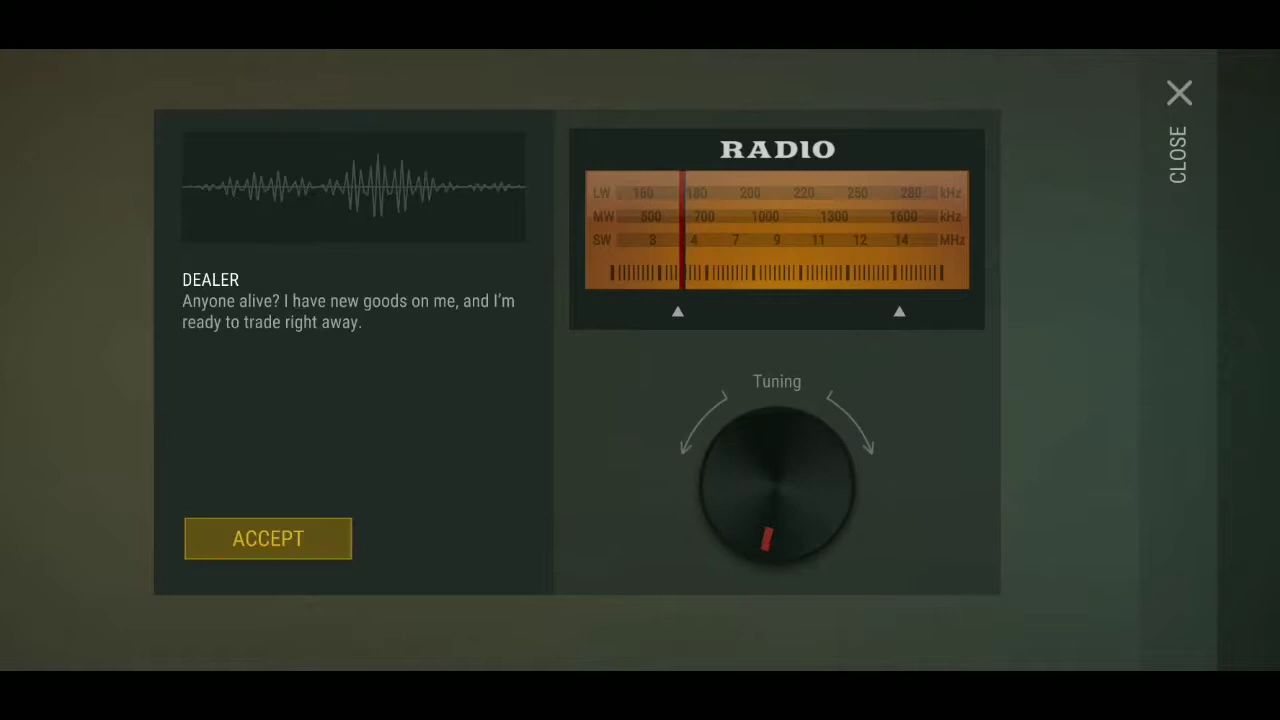 DEALER
Anyone alive? I have new goods on me, and I'm
ready to trade right away.
ACCEPT
RADIO
LW 160 180 200 220 250 280 kHz
MW 500 700 1000 1300 1600 kHz
SW 3 4 7 9 11 12 14 MHz
Tuning
CLOSE